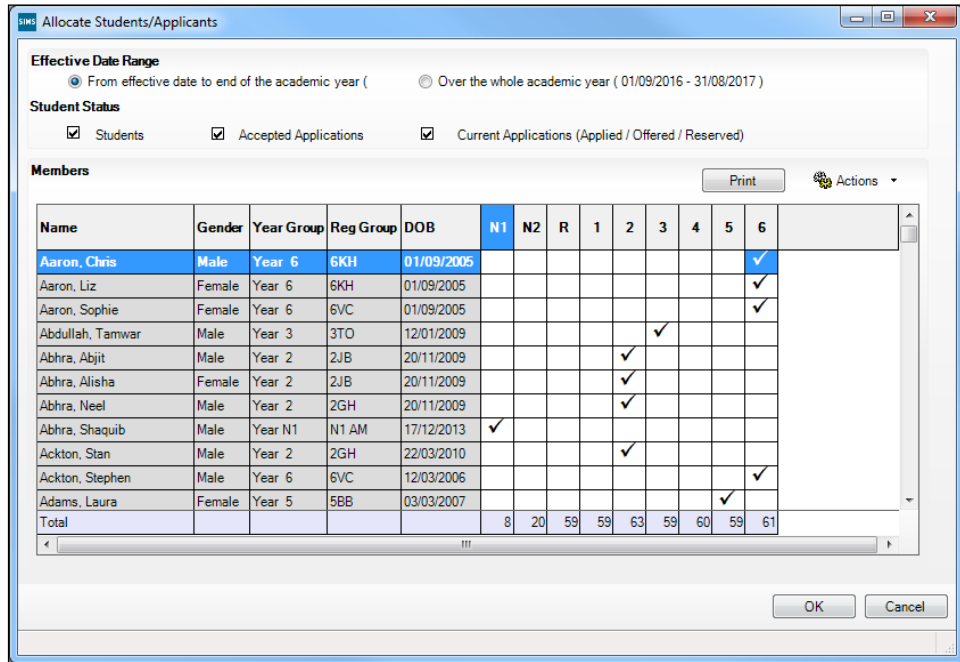 SIMS Allocate Students/Applicants
Effective Date Range
From effective date to end of the academic year ( Over the whole academic year ( 01/09/2016 - 31/08/2017 )
Student Status
Students Accepted Applications Current Applications (Applied / Offered / Reserved)
Members
Print Actions
Name Gender Year Group Reg Group DOB N1 N2 R 1 2 3 4 5 6
Aaron, Chris Male Year 6 6KH 01/09/2005 ✓
Aaron, Liz Female Year 6 6KH 01/09/2005 ✓
Aaron, Sophie Female Year 6 6VC 01/09/2005 ✓
Abdullah, Tamwar Male Year 3 3TO 12/01/2009 ✓
Abhra, Abjit Male Year 2 2JB 20/11/2009 ✓
Abhra, Alisha Female Year 2 2JB 20/11/2009 ✓
Abhra, Neel Male Year 2 2GH 20/11/2009 ✓
Abhra, Shaquib Male Year N1 N1 AM 17/12/2013 ✓
Ackton, Stan Male Year 2 2GH 22/03/2010 ✓
Ackton, Stephen Male Year 6 6VC 12/03/2006 ✓
Adams, Laura Female Year 5 5BB 03/03/2007 ✓
Total 8 20 59 59 63 59 60 59 61
OK Cancel